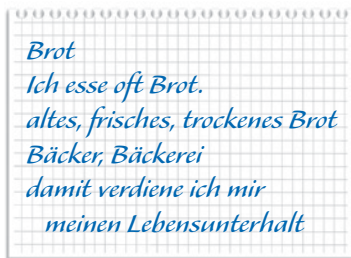 Brot
Ich esse oft Brot.
altes, frisches, trockenes Brot
Bäcker, Bäckerei
damit verdiene ich mir
meinen Lebensunterhalt